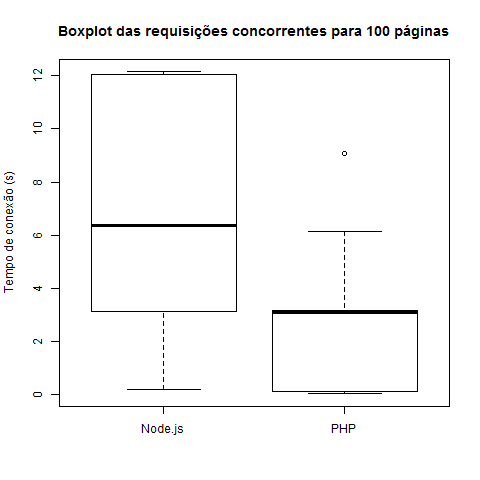 Boxplot das requisições concorrentes para 100 páginas
Tempo de conexão (s)
12
10
8
6
4
2
0
Node.js
PHP